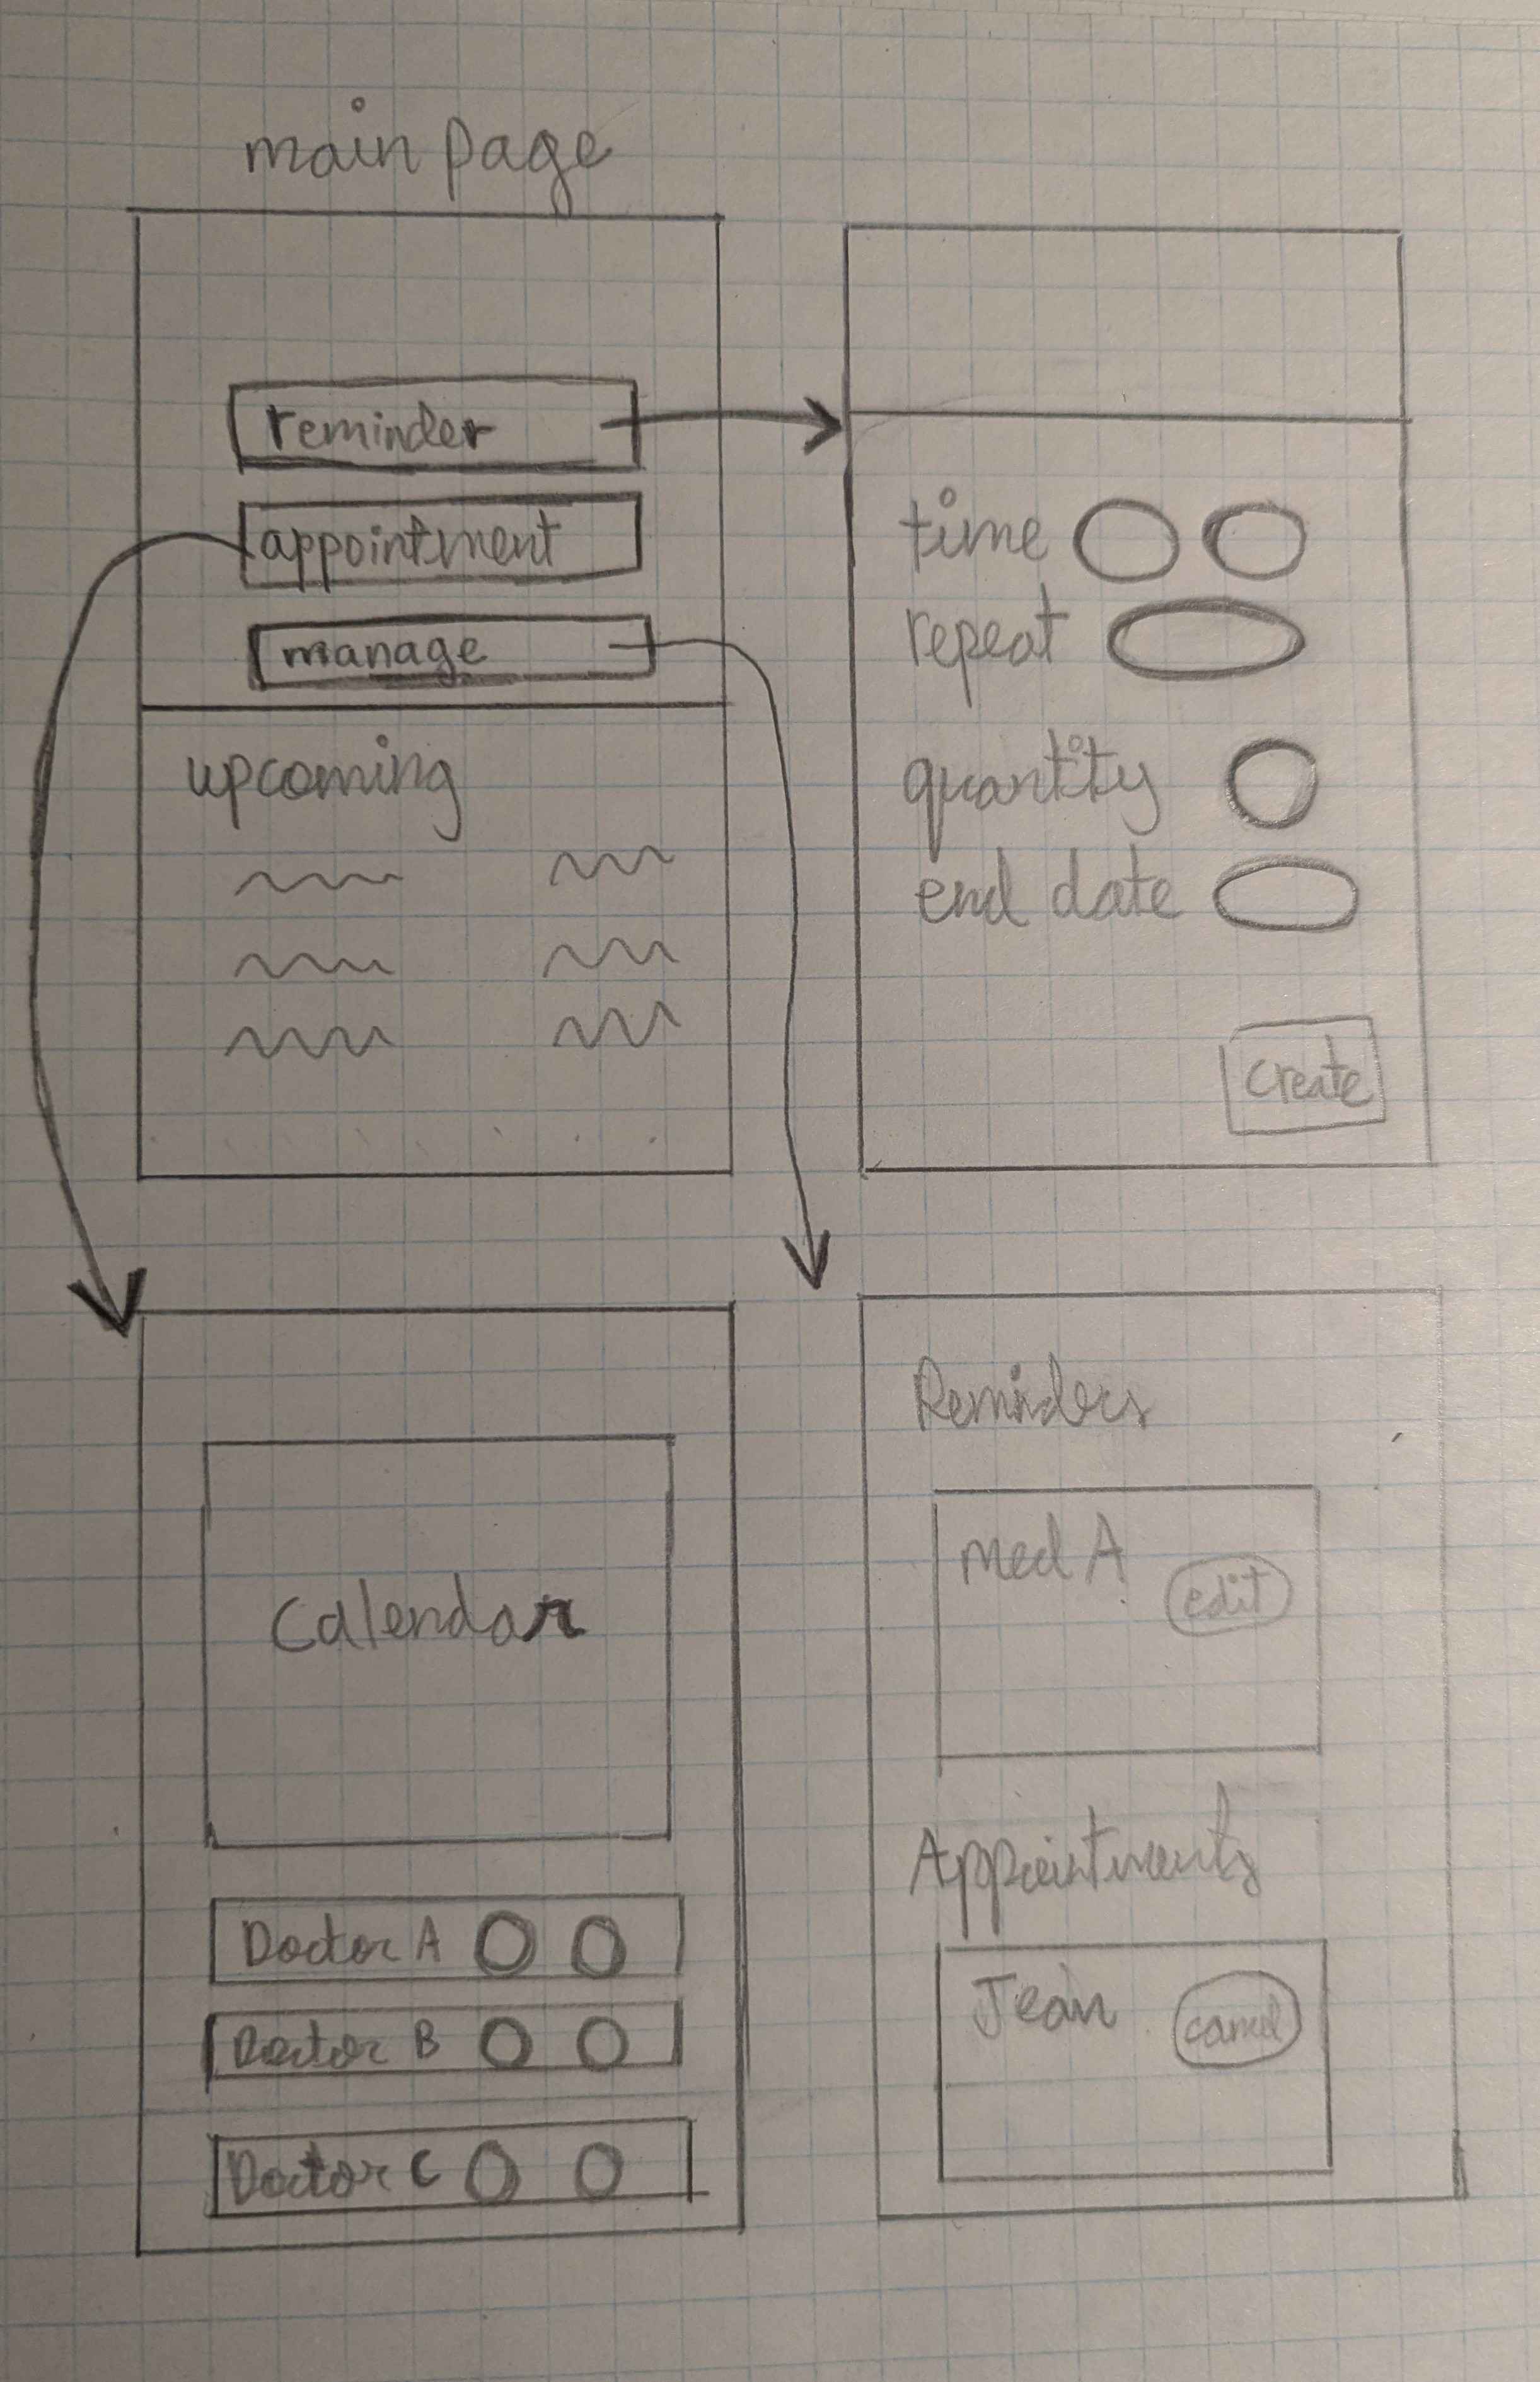 main page
reminder
appointment
manage
upcoming
time
repeat
quantity
end date
create
Calendar
Doctor A
Doctor B
Doctor C
Reminders
med A
edit
Appointments
Jean
cancel